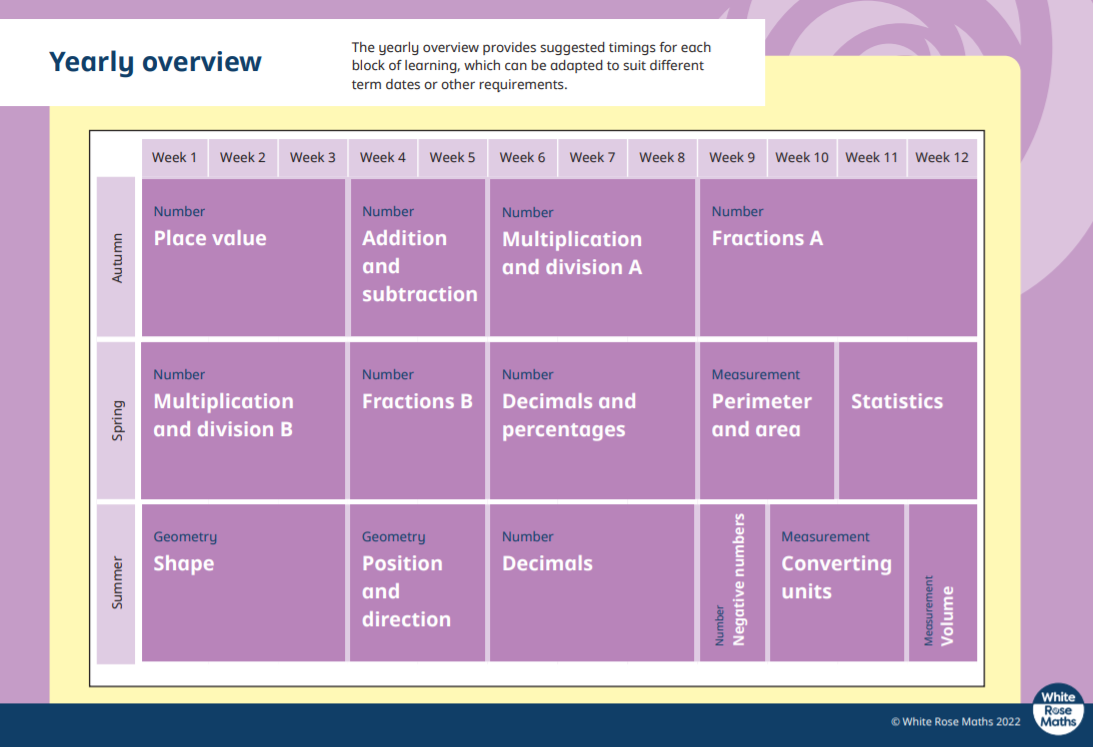 Yearly overview
The yearly overview provides suggested timings for each
block of learning, which can be adapted to suit different
term dates or other requirements.
Week 1 Week 2 Week 3 Week 4 Week 5 Week 6 Week 7 Week 8 Week 9 Week 10 Week 11 Week 12
Autumn
Number
Place value
Number
Addition
and
subtraction
Number
Multiplication
and division A
Number
Fractions A
Spring
Number
Multiplication
and division B
Number
Fractions B
Number
Decimals and
percentages
Measurement
Perimeter
and area
Statistics
Summer
Geometry
Shape
Geometry
Position
and
direction
Number
Decimals
Number
Negative numbers
Measurement
Converting
units
Measurement
Volume
© White Rose Maths 2022
White
Rose
Maths